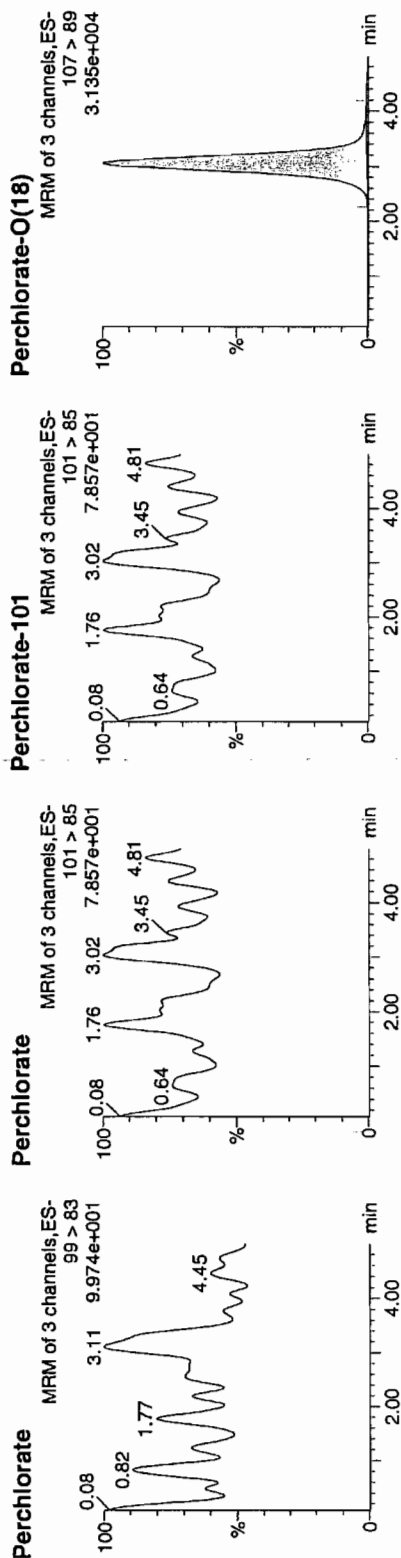 Perchlorate
MRM of 3 channels,ES-
99 > 83
9.974e+001
100
%
0
0.08
0.82
1.77
3.11
4.45
2.00
4.00
min
Perchlorate
MRM of 3 channels,ES-
101 > 85
7.857e+001
100
%
0
0.08
0.64
1.76
3.02
3.45
4.81
2.00
4.00
min
Perchlorate-101
MRM of 3 channels,ES-
101 > 85
7.857e+001
100
%
0
0.08
0.64
1.76
3.02
3.45
4.81
2.00
4.00
min
Perchlorate-O(18)
MRM of 3 channels,ES-
107 > 89
3.135e+004
100
%
0
2.00
4.00
min